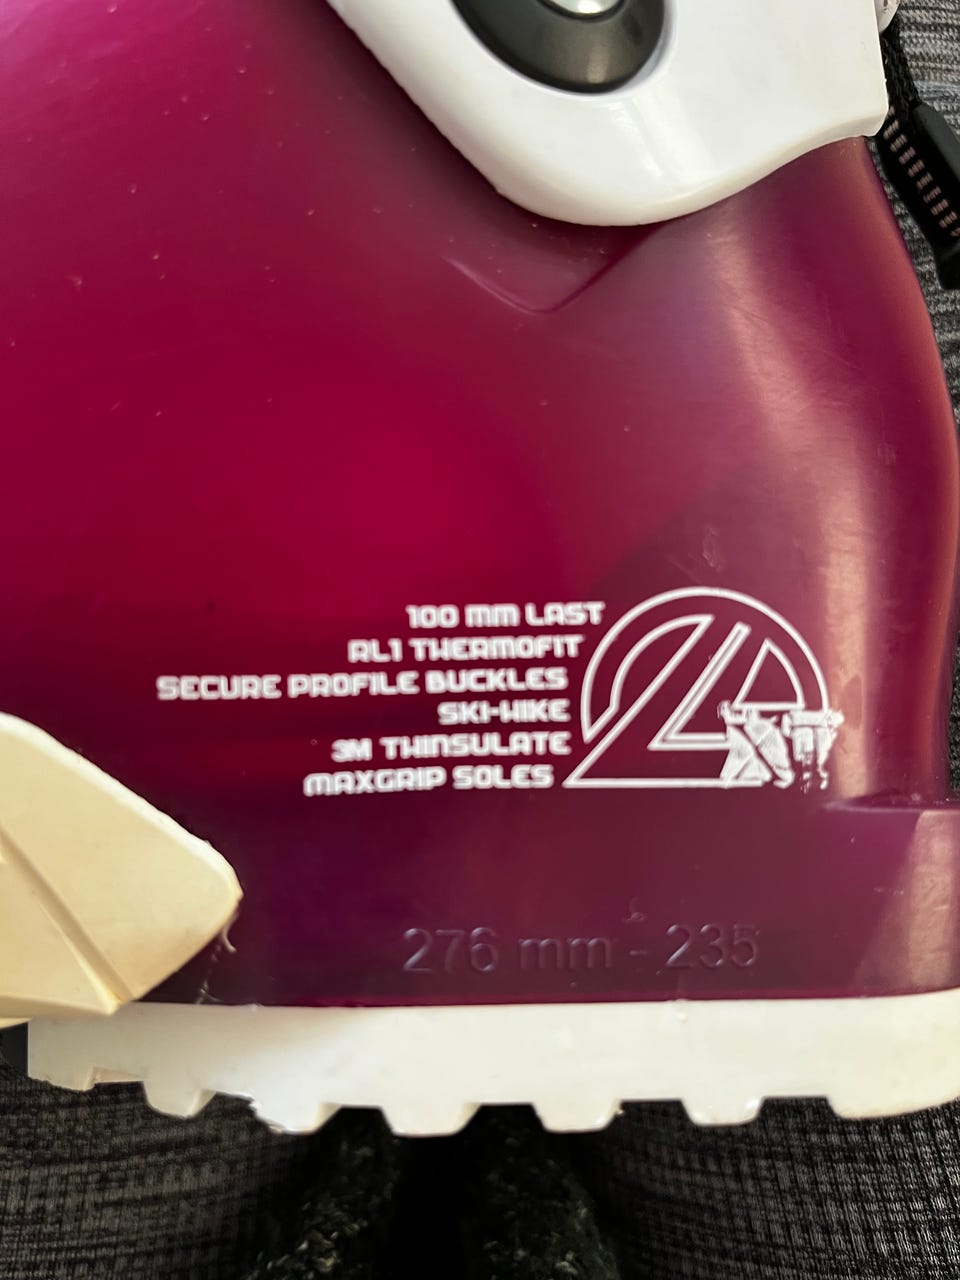 100 MM LAST
RL1 THERMOFIT
SECURE PROFILE BUCKLES
SKI-HIKE
3M THINSULATE
MAXGRIP SOLES
276 mm - 235